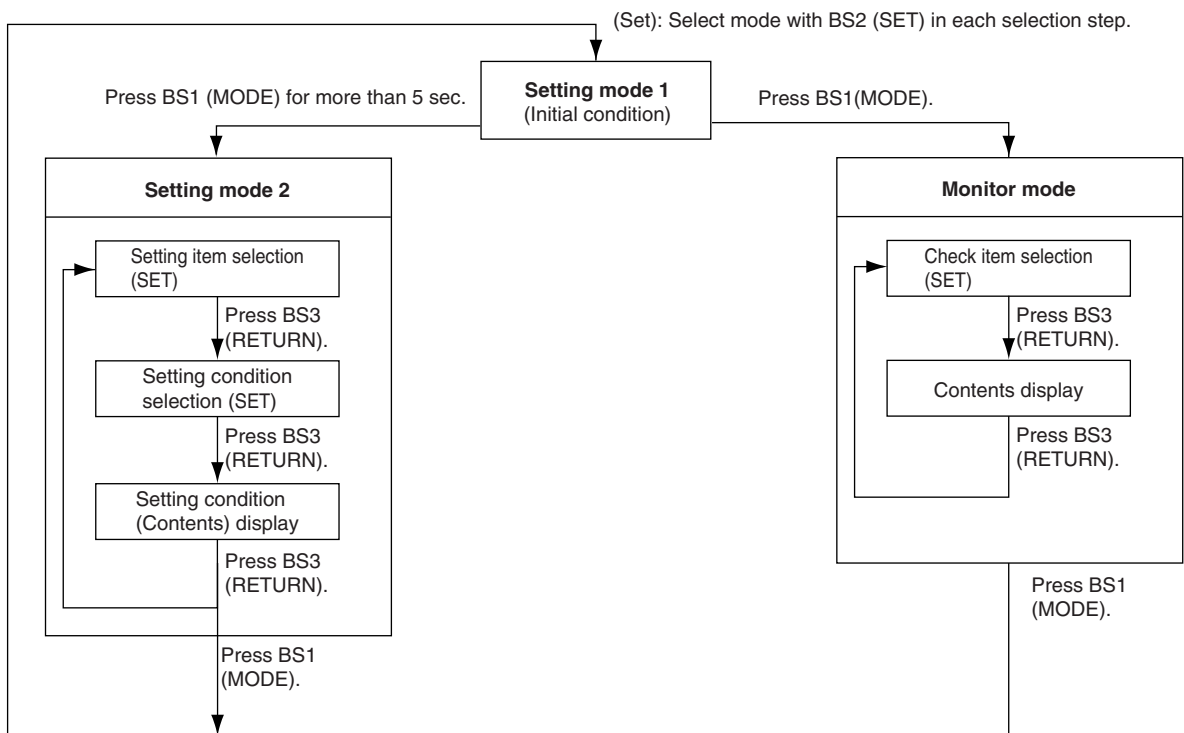 (Set): Select mode with BS2 (SET) in each selection step.
Setting mode 1
(Initial condition)
Press BS1 (MODE) for more than 5 sec.
Press BS1(MODE).
Setting mode 2
Setting item selection
(SET)
Press BS3
(RETURN).
Setting condition
selection (SET)
Press BS3
(RETURN).
Setting condition
(Contents) display
Press BS3
(RETURN).
Press BS1
(MODE).
Monitor mode
Check item selection
(SET)
Press BS3
(RETURN).
Contents display
Press BS3
(RETURN).
Press BS1
(MODE).